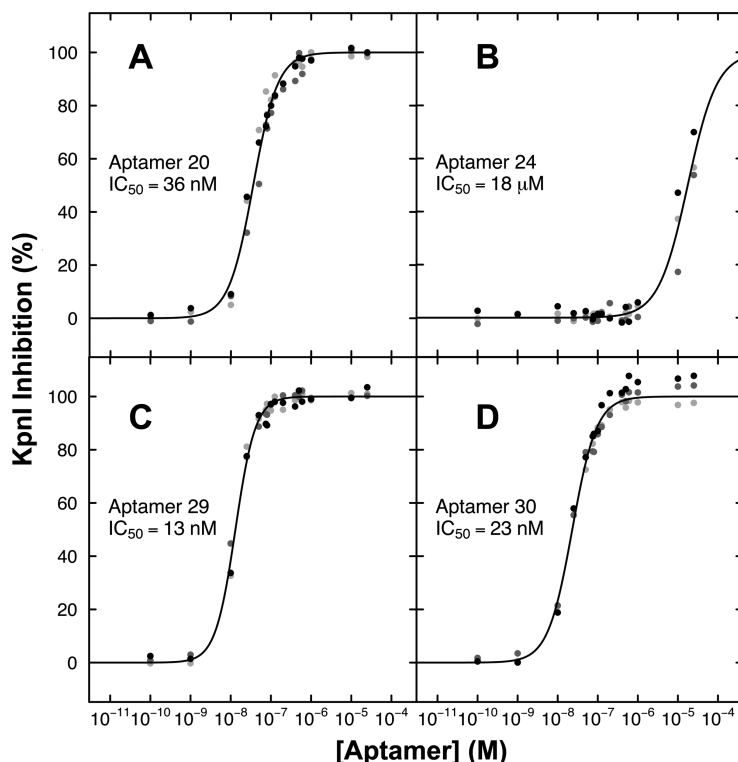 KpnI Inhibition (%)
A
Aptamer 20
IC₅₀ = 36 nM
100
80
60
40
20
0
B
Aptamer 24
IC₅₀ = 18 μM
C
Aptamer 29
IC₅₀ = 13 nM
100
80
60
40
20
0
D
Aptamer 30
IC₅₀ = 23 nM
10⁻¹¹ 10⁻¹⁰ 10⁻⁹ 10⁻⁸ 10⁻⁷ 10⁻⁶ 10⁻⁵ 10⁻⁴ 10⁻¹¹ 10⁻¹⁰ 10⁻⁹ 10⁻⁸ 10⁻⁷ 10⁻⁶ 10⁻⁵ 10⁻⁴
[Aptamer] (M)